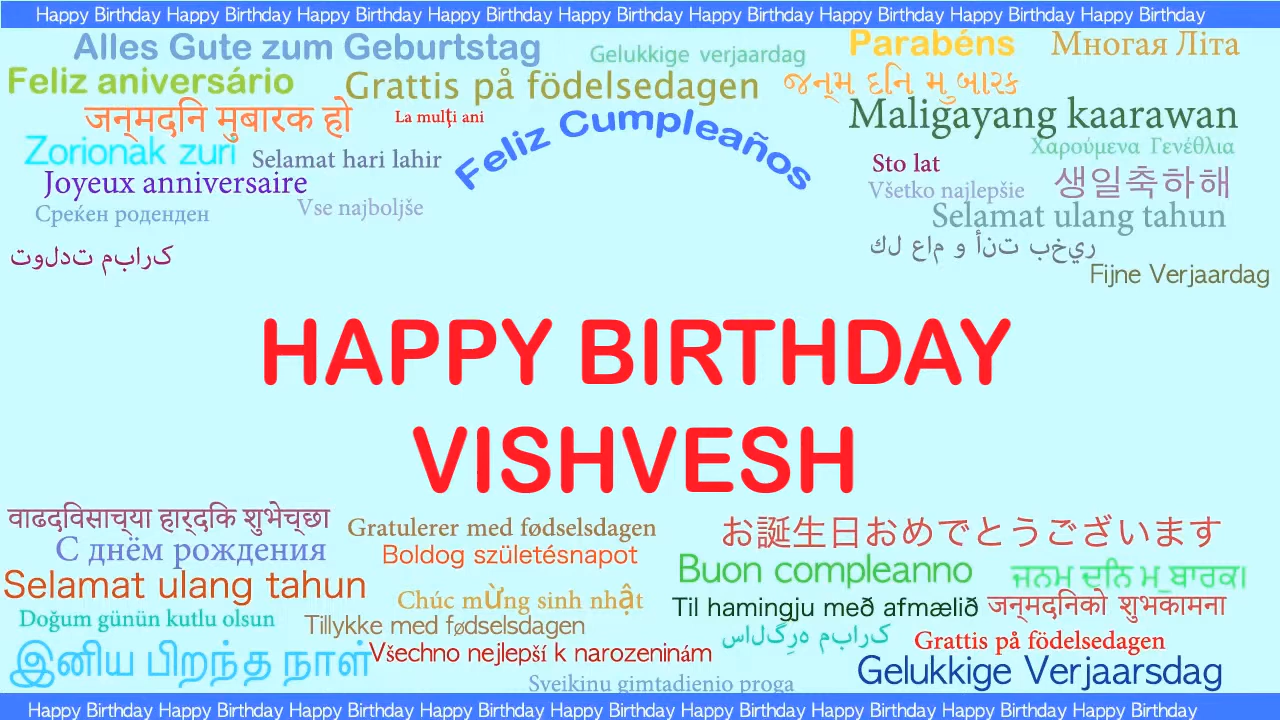 Happy Birthday Happy Birthday Happy Birthday Happy Birthday Happy Birthday Happy Birthday Happy Birthday Happy Birthday Happy Birthday
Alles Gute zum Geburtstag
Gelukkige verjaardag
Parabéns
Многая Літа
Feliz aniversário
Grattis på födelsedagen
જન્મ દનિ મુબારક
जन्मदनि मुबारक हो
La mulţi ani
Feliz Cumpleaños
Maligayang kaarawan
Zorionak zuri
Selamat hari lahir
Χαρούμενα Γενέθλια
Sto lat
Joyeux anniversaire
Všetko najlepšie
생일축하해
Среќен роденден
Vse najboljše
Selamat ulang tahun
كل عام و أنت بخير
تولدت مبارک
Fijne Verjaardag
HAPPY BIRTHDAY
VISHVESH
वाढदविसाच्या हार्दकि शुभेच्छा
Gratulerer med fødselsdagen
お誕生日おめでとうございます
С днём рождения
Boldog születésnapot
Buon compleanno
ਜਨਮ ਦਨਿ ਮੁਬਾਰਕ।
Selamat ulang tahun
Chúc mừng sinh nhật
Til hamingju með afmælið
जन्मदनिको शुभकामना
Doğum günün kutlu olsun
Tillykke med fødselsdagen
سالگرہ مبارک
Grattis på födelsedagen
இனிய பிறந்த நாள்
Všechno nejlepší k narozeninám
Gelukkige Verjaarsdag
Sveikinu gimtadienio proga
Happy Birthday Happy Birthday Happy Birthday Happy Birthday Happy Birthday Happy Birthday Happy Birthday Happy Birthday Happy Birthday